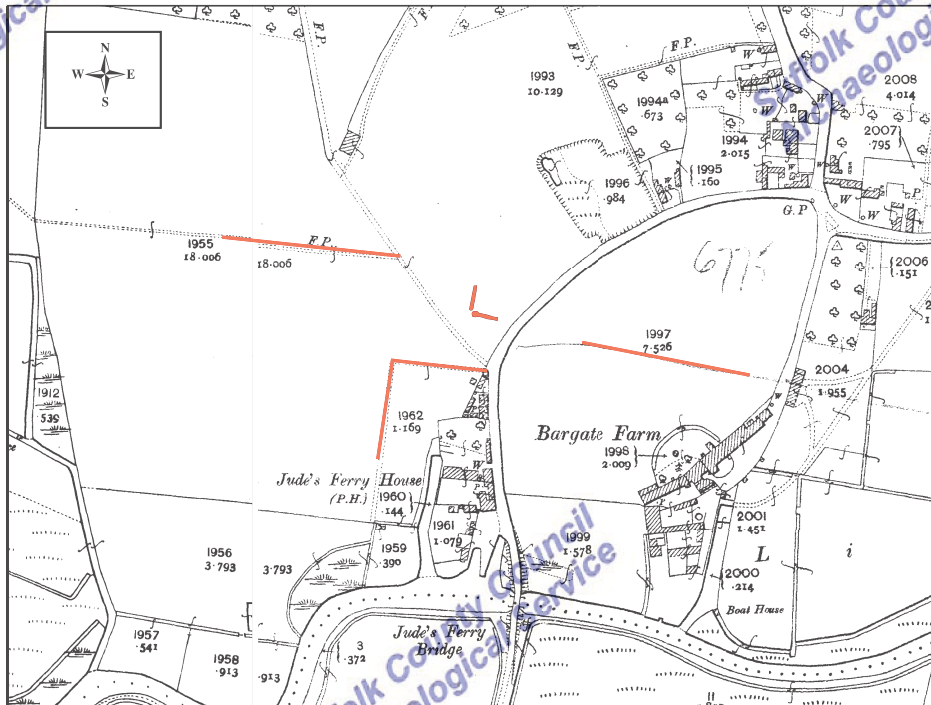 N
W E
S
F.P.
F.
F.P.
F.P.
W
1993
10.129
1994a
.673
W
W
1994
2.015
2008
4.014
2007
.795
1995
.160
1996
.984
G.P
W
W
P
1955
18.006
F.P.
18.006
2006
.151
1997
7.526
2004
1.955
1912
.539
1962
1.169
Bargate Farm
1998
2.009
Jude's Ferry House
(P.H.)
W
1960
.144
1961
1.079
1959
.390
1956
3.793
3.793
1999
1.578
2001
1.451
L i
2000
.214
Boat House
1957
.541
1958
.913
.913
3
.372
Jude's Ferry
Bridge
11
Suffolk County Council
Archaeological Service